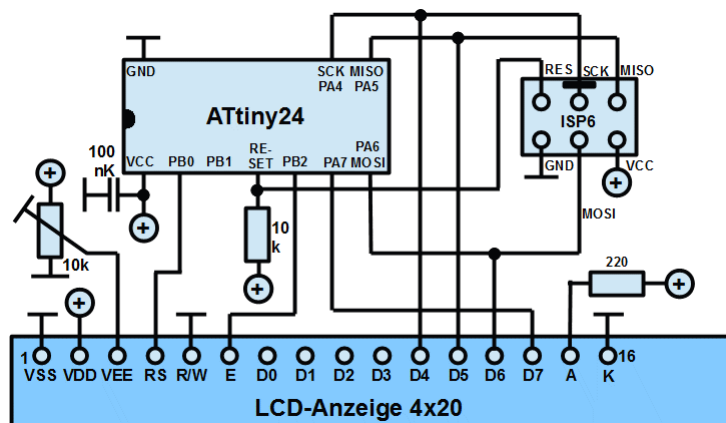 GND
SCK MISO
PA4 PA5
RES SCK MISO
ATtiny24
ISP6
100
nK
VCC PB0 PB1 RE-
SET PB2 PA7 PA6
MOSI
GND VCC
MOSI
+
+
10
k
10k
+
+
+
220
+
1 16
VSS VDD VEE RS R/W E D0 D1 D2 D3 D4 D5 D6 D7 A K
LCD-Anzeige 4x20